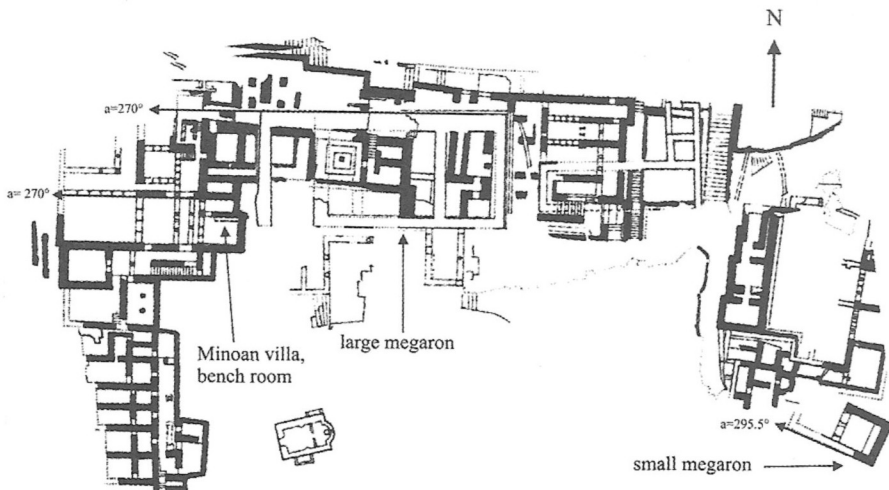 N
a=270°
a= 270°
Minoan villa,
bench room
large megaron
a=295.5°
small megaron